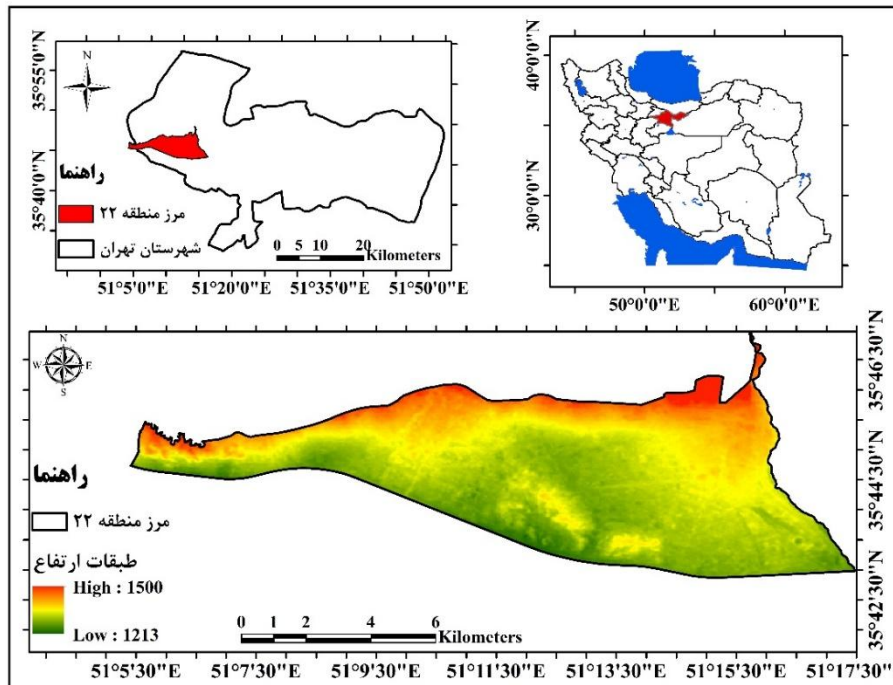 N
35°55'0"N
35°40'0"N
راهنما
مرز منطقه ۲۲
شهرستان تهران
0 5 10 20
Kilometers
51°5'0"E 51°20'0"E 51°35'0"E 51°50'0"E
40°0'0"N
30°0'0"N
50°0'0"E 60°0'0"E
N
W E
S
35°46'30"N
35°44'30"N
35°42'30"N
راهنما
مرز منطقه ۲۲
طبقات ارتفاع
High : 1500
Low : 1213
0 1 2 4 6
Kilometers
51°5'30"E 51°7'30"E 51°9'30"E 51°11'30"E 51°13'30"E 51°15'30"E 51°17'30"E